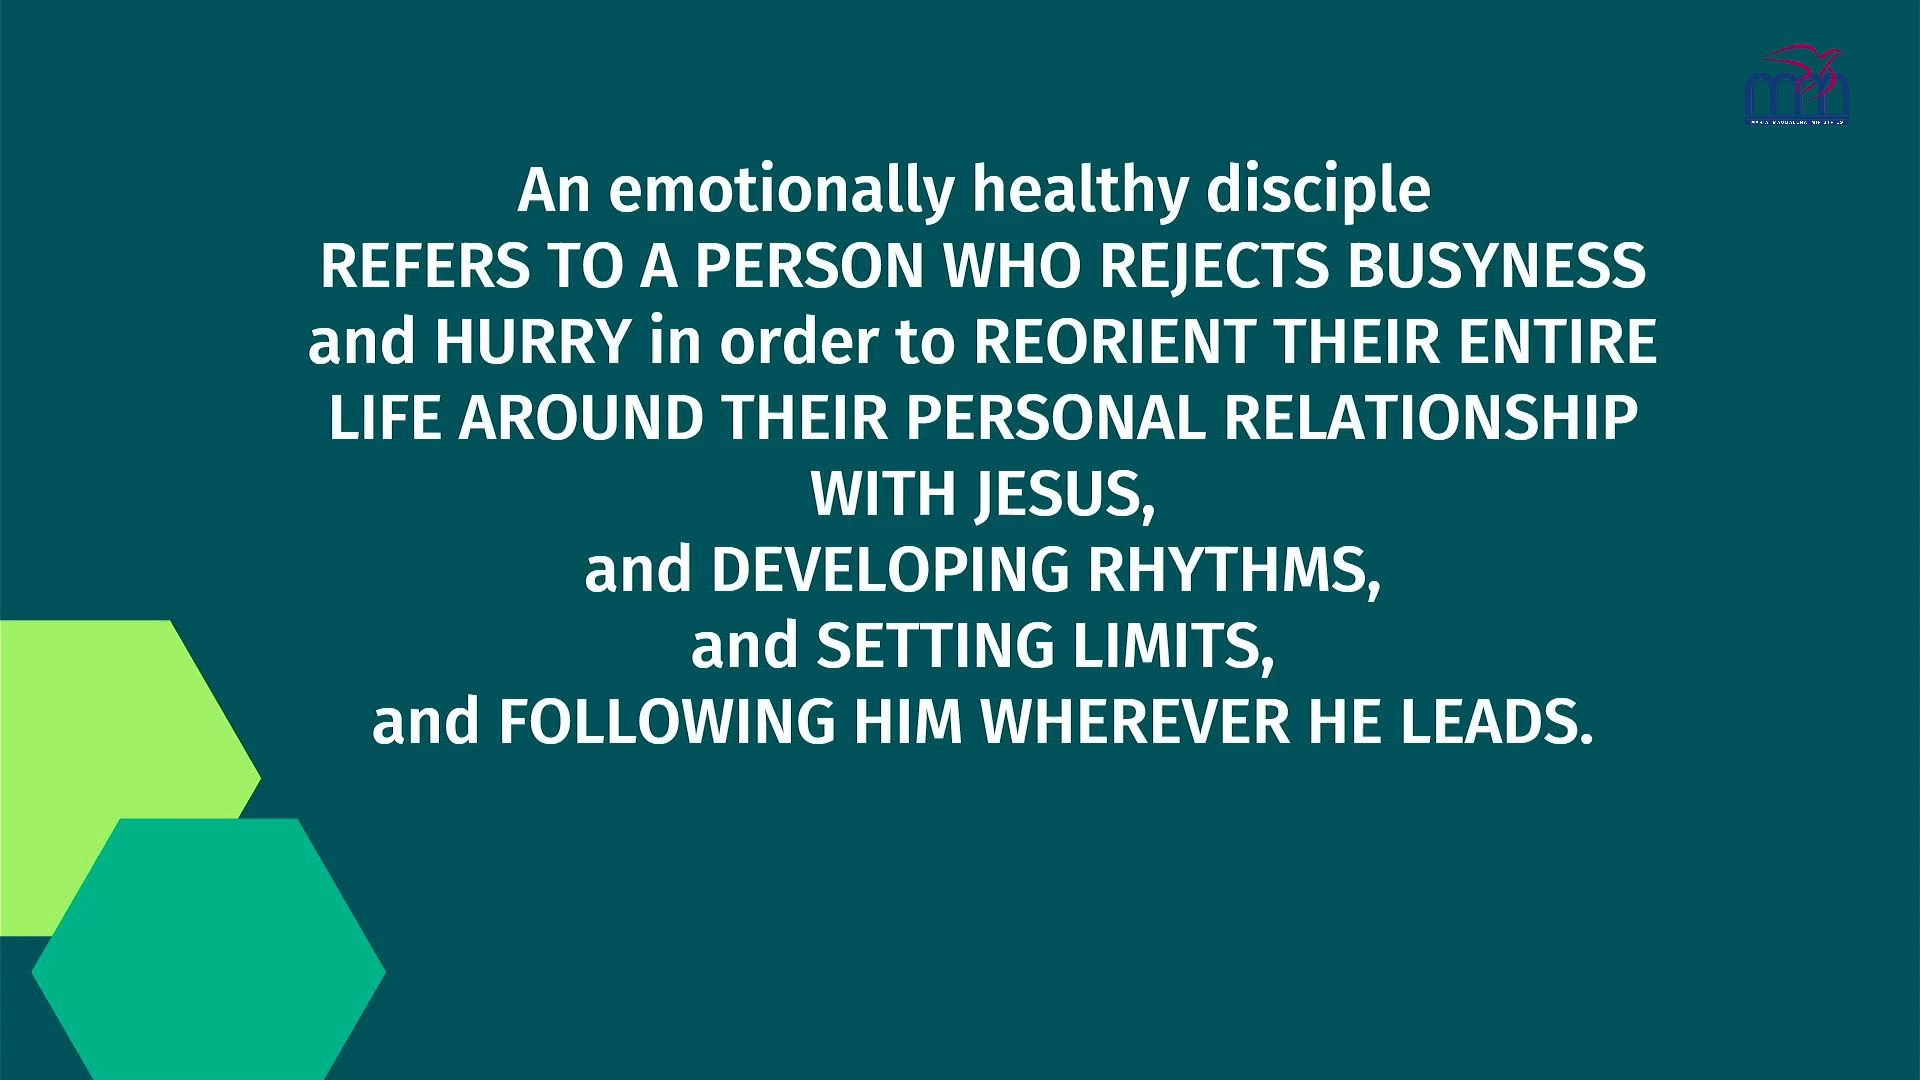 An emotionally healthy disciple
REFERS TO A PERSON WHO REJECTS BUSYNESS
and HURRY in order to REORIENT THEIR ENTIRE
LIFE AROUND THEIR PERSONAL RELATIONSHIP
WITH JESUS,
and DEVELOPING RHYTHMS,
and SETTING LIMITS,
and FOLLOWING HIM WHEREVER HE LEADS.